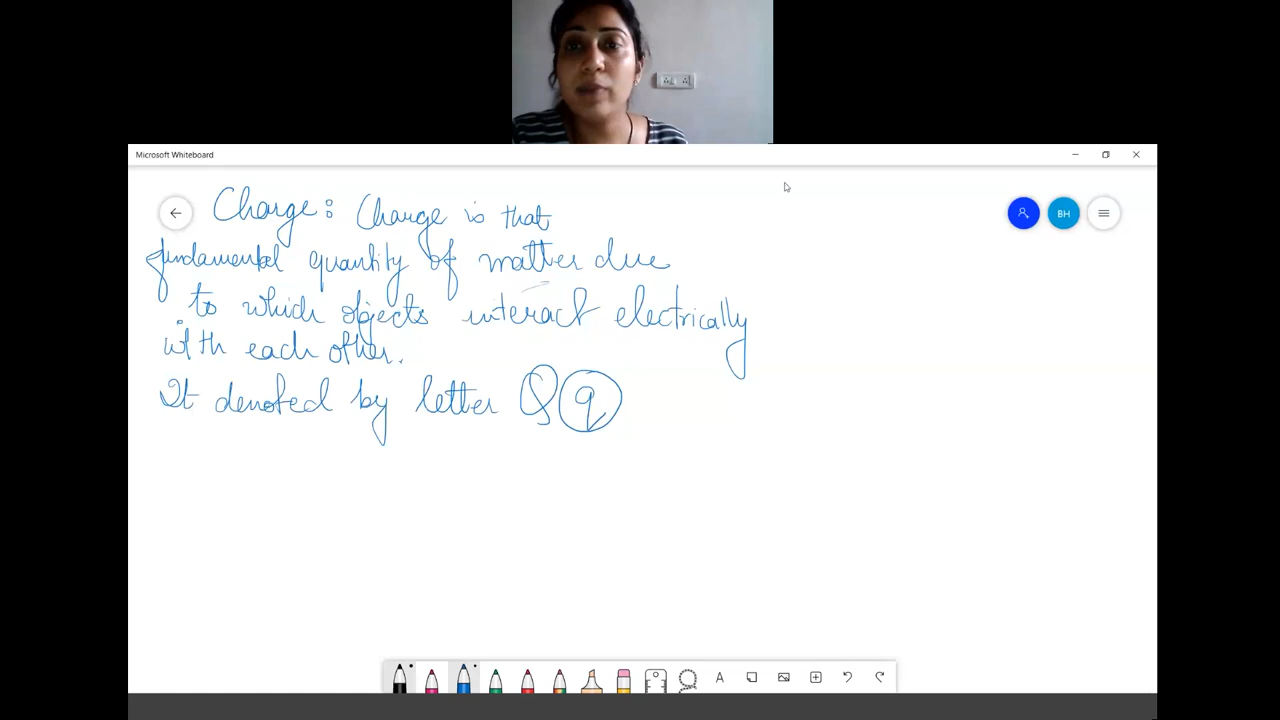 Microsoft Whiteboard
Charge: Charge is that
fundamental quantity of matter due
to which objects interact electrically
with each other.
It denoted by letter Q q
BH
A